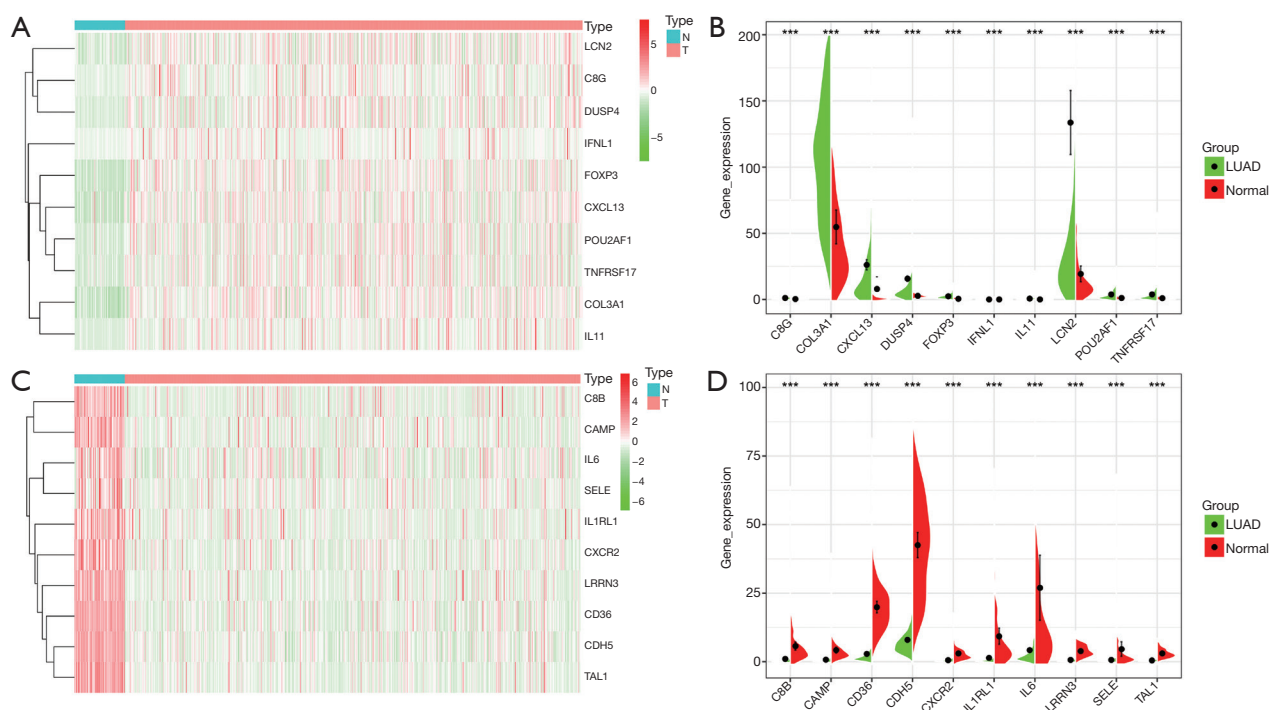 A
Type
LCN2
C8G
DUSP4
IFNL1
FOXP3
CXCL13
POU2AF1
TNFRSF17
COL3A1
IL11
5
0
−5
Type
N
T
B
Gene_expression
200
150
100
50
0
*** *** *** *** *** *** *** *** *** ***
C8G COL3A1 CXCL13 DUSP4 FOXP3 IFNL1 IL11 LCN2 POU2AF1 TNFRSF17
Group
LUAD
Normal
C
Type
C8B
CAMP
IL6
SELE
IL1RL1
CXCR2
LRRN3
CD36
CDH5
TAL1
6
4
2
0
−2
−4
−6
Type
N
T
D
Gene_expression
100
75
50
25
0
*** *** *** *** *** *** *** *** *** ***
C8B CAMP CD36 CDH5 CXCR2 IL1RL1 IL6 LRRN3 SELE TAL1
Group
LUAD
Normal